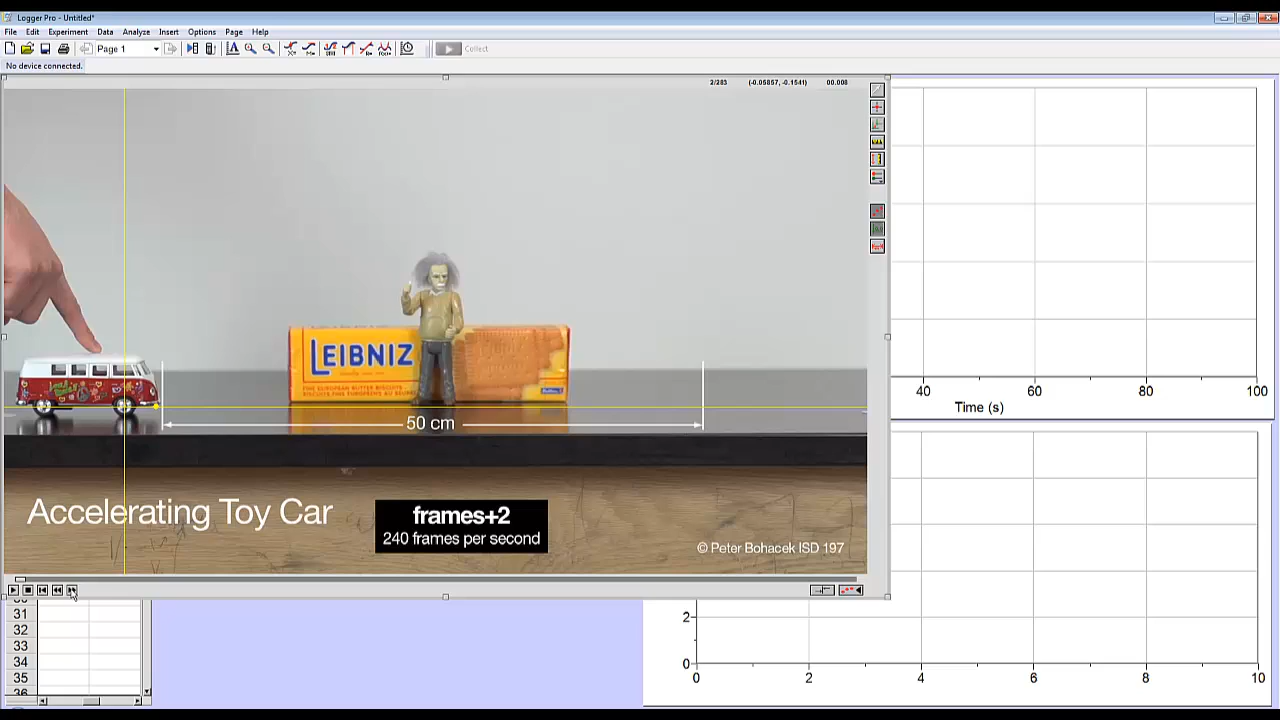 Logger Pro - Untitled*
File Edit Experiment Data Analyze Insert Options Page Help
Page 1
Collect
No device connected.
2/283 (-0.05857, -0.1541) 00.008
LEIBNIZ
50 cm
Accelerating Toy Car
frames+2
240 frames per second
© Peter Bohacek ISD 197
40 60 80 100
Time (s)
31
32
33
34
35
36
2
0
0 2 4 6 8 10